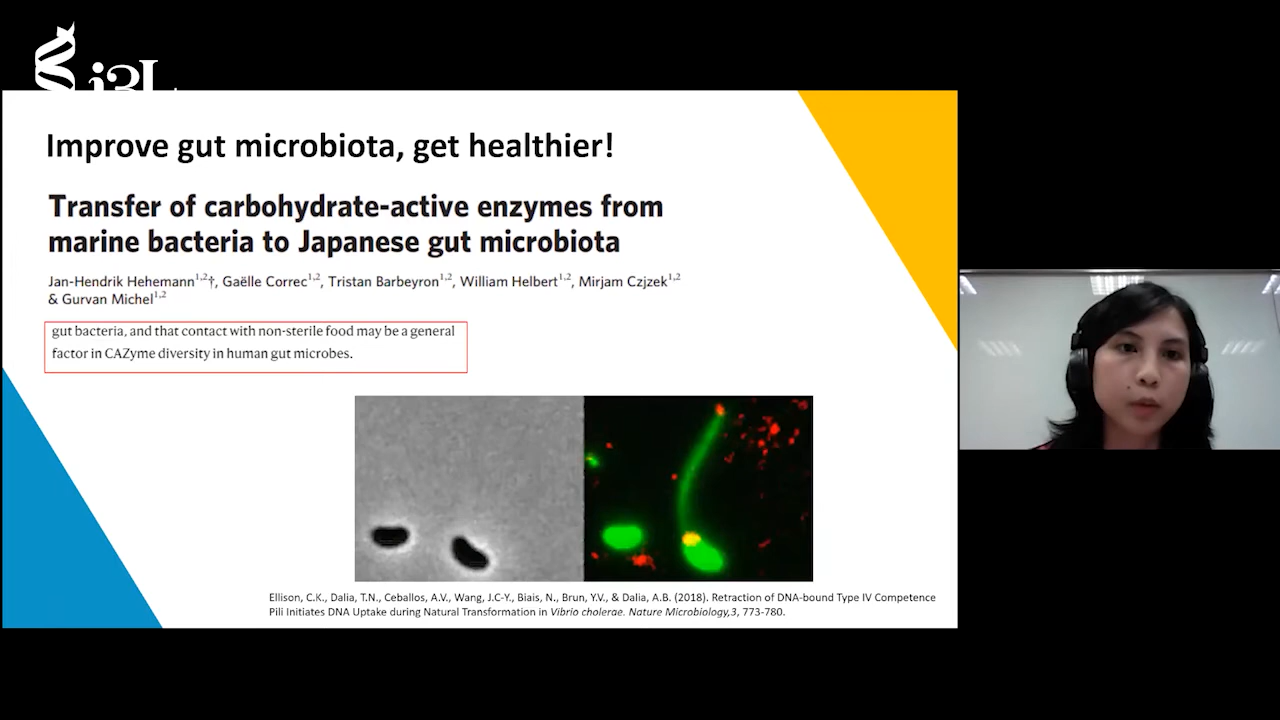 i3L
Improve gut microbiota, get healthier!
Transfer of carbohydrate-active enzymes from
marine bacteria to Japanese gut microbiota
Jan-Hendrik Hehemann1,2†, Gaëlle Correc1,2, Tristan Barbeyron1,2, William Helbert1,2, Mirjam Czjzek1,2
& Gurvan Michel1,2
gut bacteria, and that contact with non-sterile food may be a general
factor in CAZyme diversity in human gut microbes.
Ellison, C.K., Dalia, T.N., Ceballos, A.V., Wang, J.C-Y., Biais, N., Brun, Y.V., & Dalia, A.B. (2018). Retraction of DNA-bound Type IV Competence
Pili Initiates DNA Uptake during Natural Transformation in Vibrio cholerae. Nature Microbiology,3, 773-780.